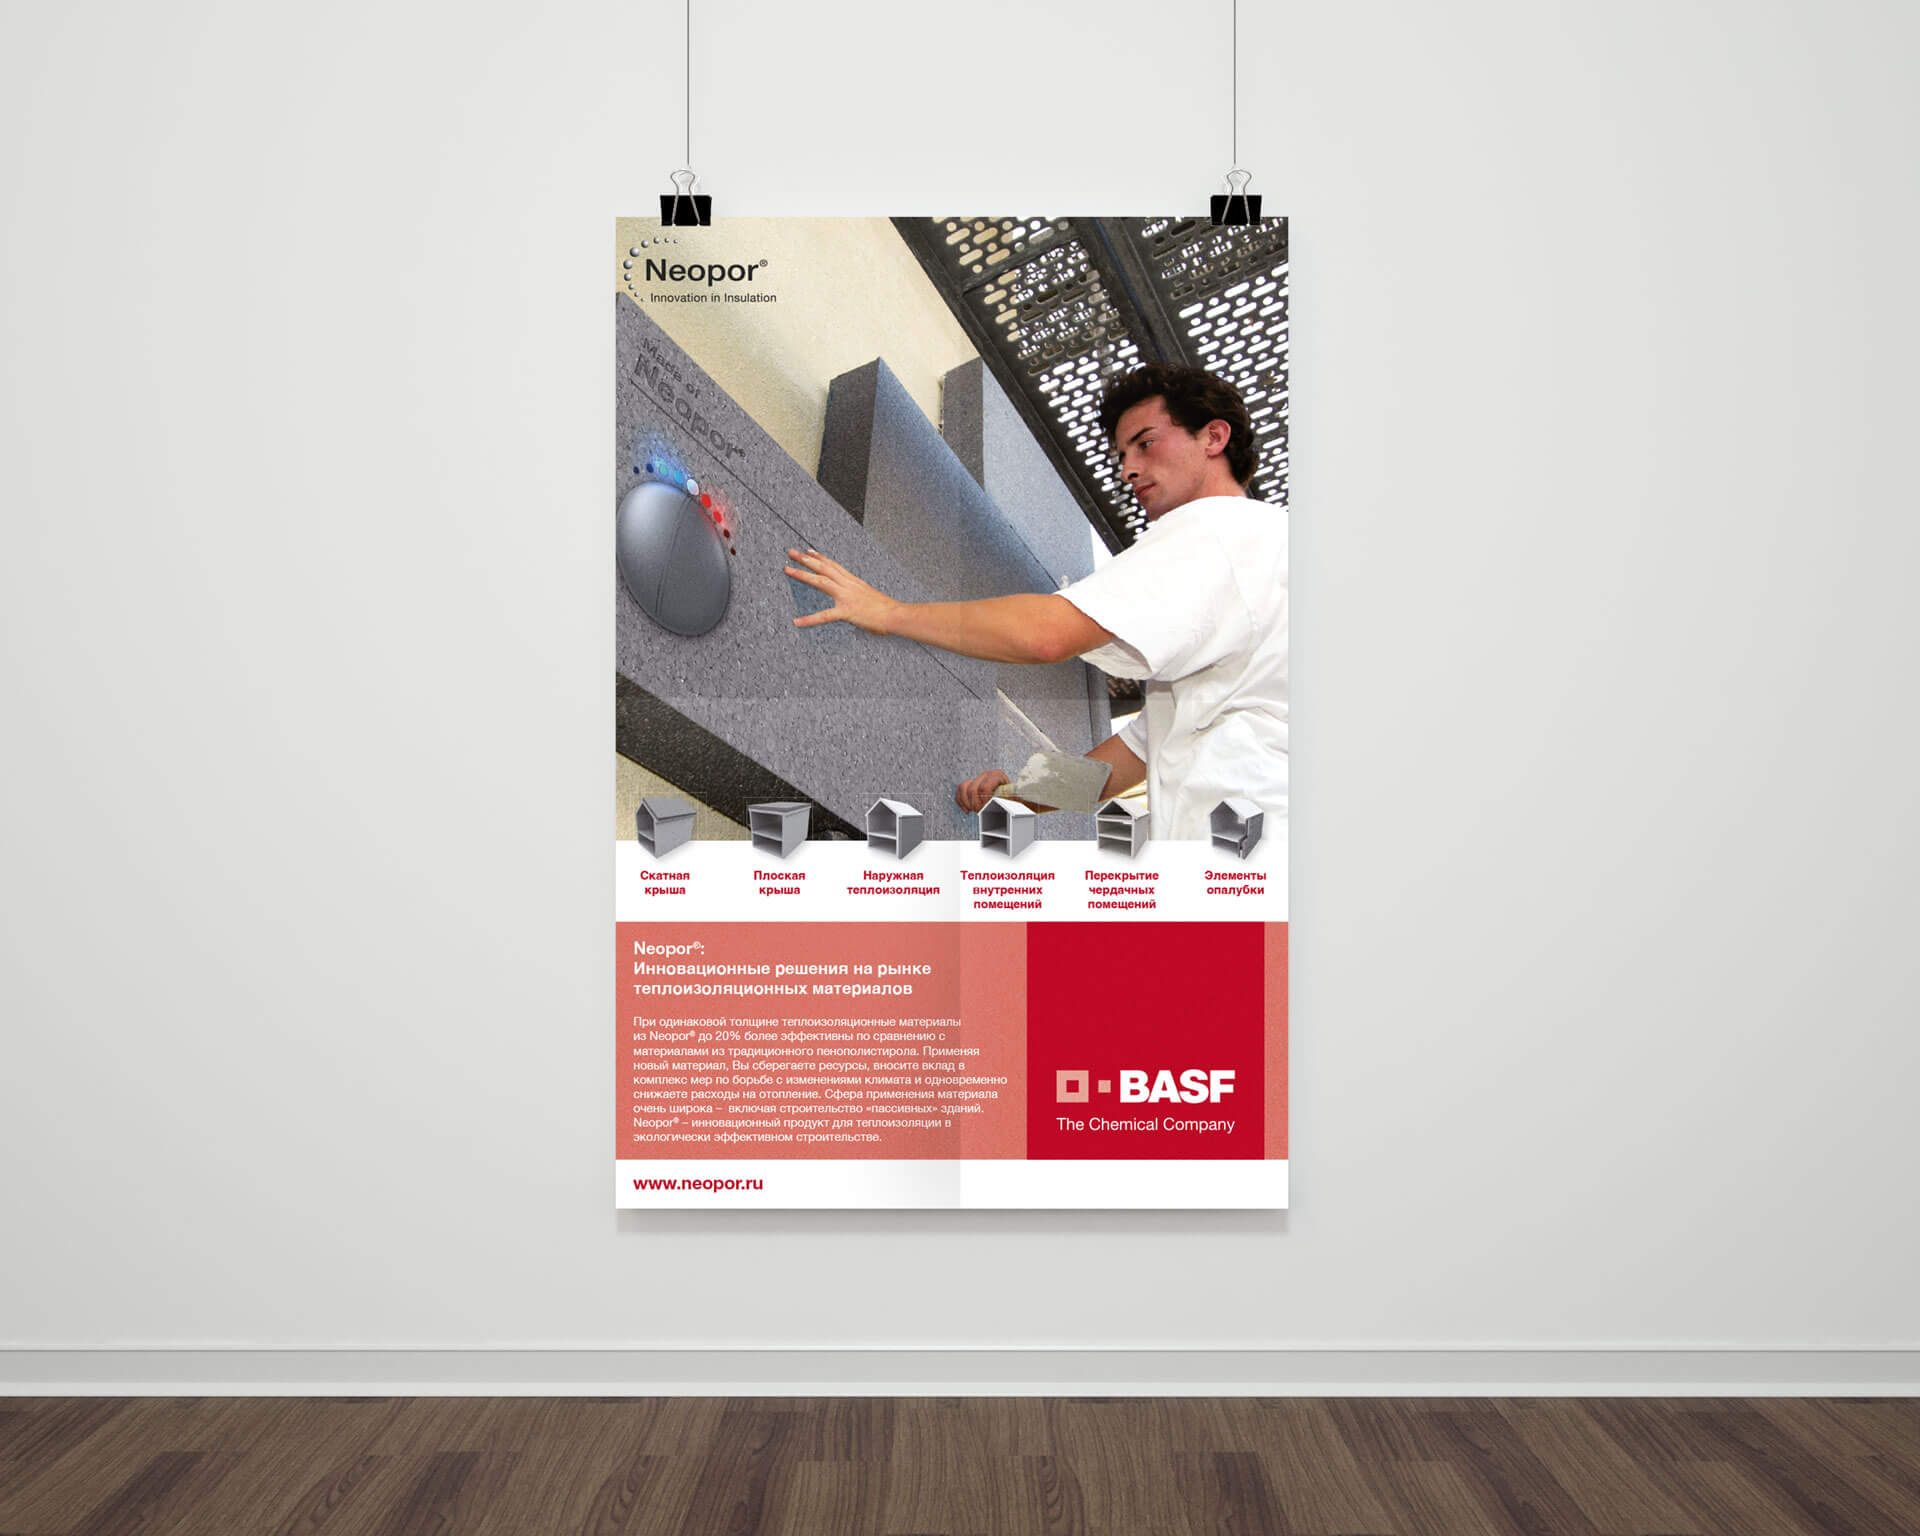 Neopor®
Innovation in Insulation
Made of
Neopor®
Скатная
крыша
Плоская
крыша
Наружная
теплоизоляция
Теплоизоляция
внутренних
помещений
Перекрытие
чердачных
помещений
Элементы
опалубки
Neopor®:
Инновационные решения на рынке
теплоизоляционных материалов
При одинаковой толщине теплоизоляционные материалы
из Neopor® до 20% более эффективны по сравнению с
материалами из традиционного пенополистирола. Применяя
новый материал, Вы сберегаете ресурсы, вносите вклад в
комплекс мер по борьбе с изменениями климата и одновременно
снижаете расходы на отопление. Сфера применения материала
очень широка – включая строительство «пассивных» зданий.
Neopor® – инновационный продукт для теплоизоляции в
экологически эффективном строительстве.
BASF
The Chemical Company
www.neopor.ru